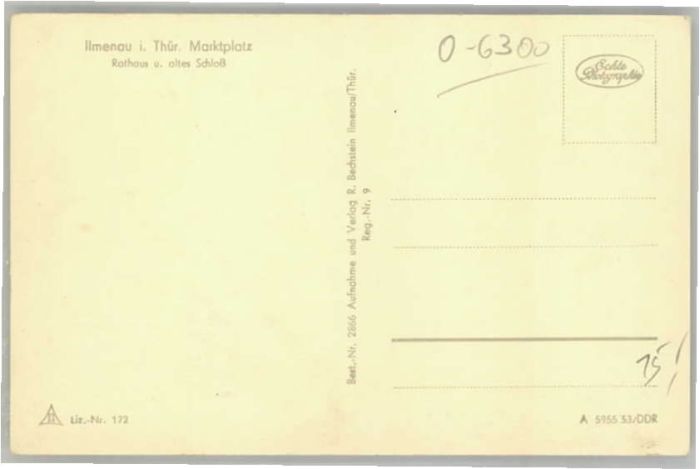 Ilmenau i. Thür. Marktplatz
Rathaus u. altes Schloß
O-6300
Echte
Photographie
Best.-Nr. 2866 Aufnahme und Verlag R. Bechstein Ilmenau/Thür.
Reg.-Nr. 9
15,/
Liz.-Nr. 172
A 5955 53/DDR